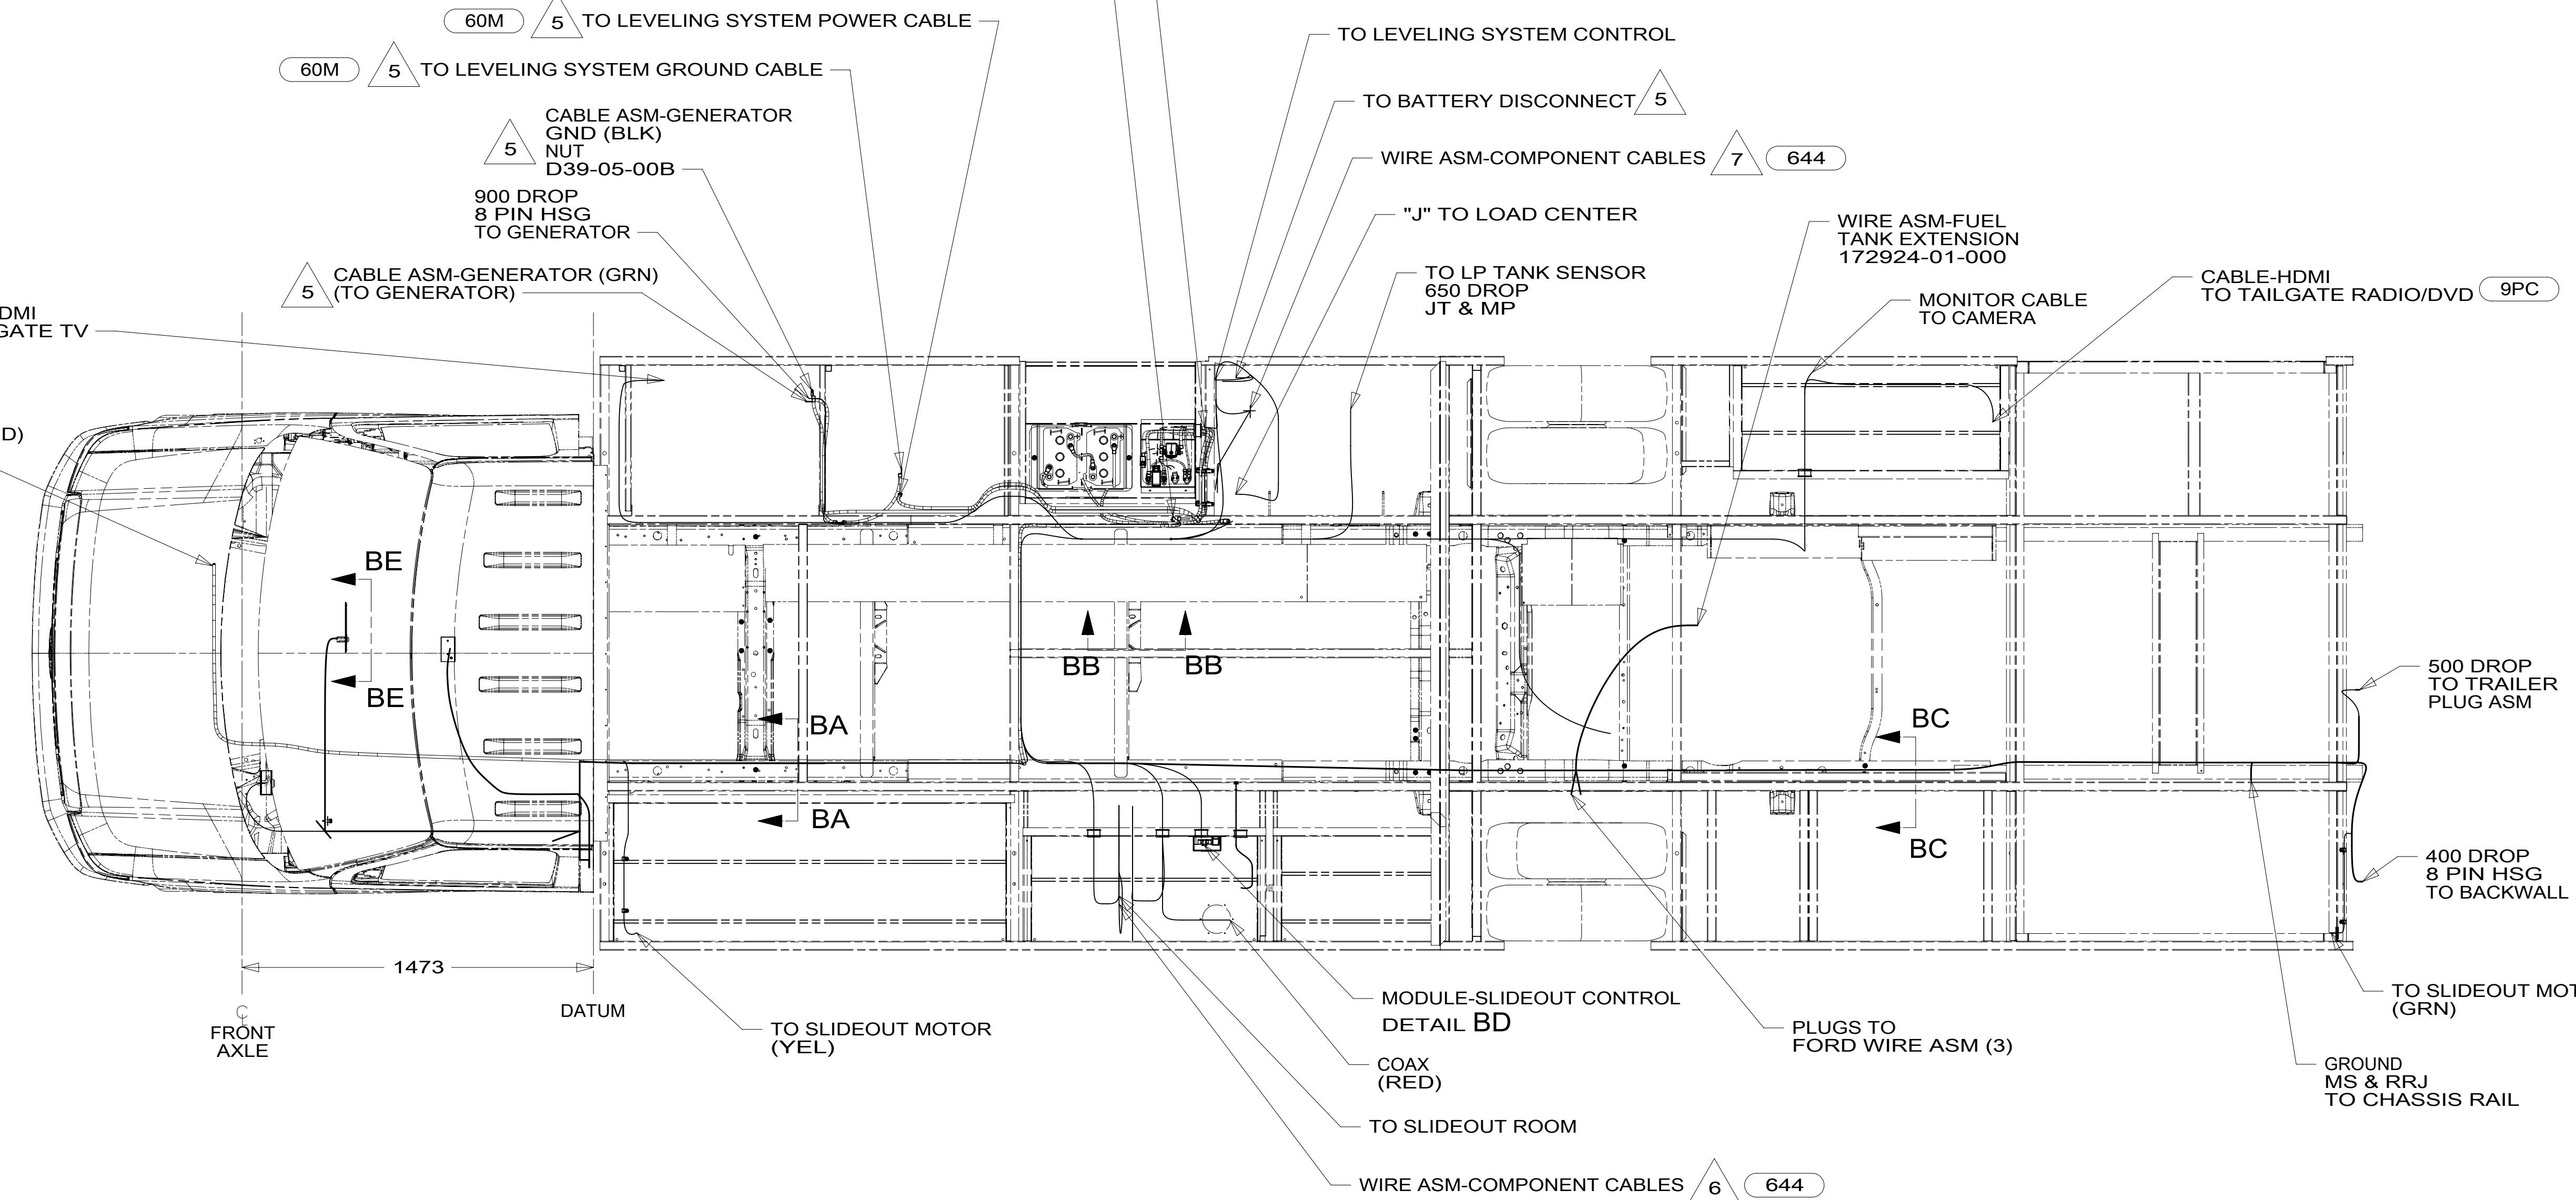 60M 5 TO LEVELING SYSTEM POWER CABLE
60M 5 TO LEVELING SYSTEM GROUND CABLE
5 CABLE ASM-GENERATOR
GND (BLK)
NUT
D39-05-00B
900 DROP
8 PIN HSG
TO GENERATOR
5 CABLE ASM-GENERATOR (GRN)
(TO GENERATOR)
DMI
GATE TV
D)
TO LEVELING SYSTEM CONTROL
TO BATTERY DISCONNECT 5
WIRE ASM-COMPONENT CABLES 7 644
"J" TO LOAD CENTER
TO LP TANK SENSOR
650 DROP
JT & MP
WIRE ASM-FUEL
TANK EXTENSION
172924-01-000
MONITOR CABLE
TO CAMERA
CABLE-HDMI
TO TAILGATE RADIO/DVD 9PC
BE
BE
BA
BA
BB
BB
BC
BC
500 DROP
TO TRAILER
PLUG ASM
400 DROP
8 PIN HSG
TO BACKWALL
1473
CL
FRONT
AXLE
DATUM
TO SLIDEOUT MOTOR
(YEL)
MODULE-SLIDEOUT CONTROL
DETAIL BD
COAX
(RED)
TO SLIDEOUT ROOM
WIRE ASM-COMPONENT CABLES 6 644
PLUGS TO
FORD WIRE ASM (3)
TO SLIDEOUT MOT
(GRN)
GROUND
MS & RRJ
TO CHASSIS RAIL